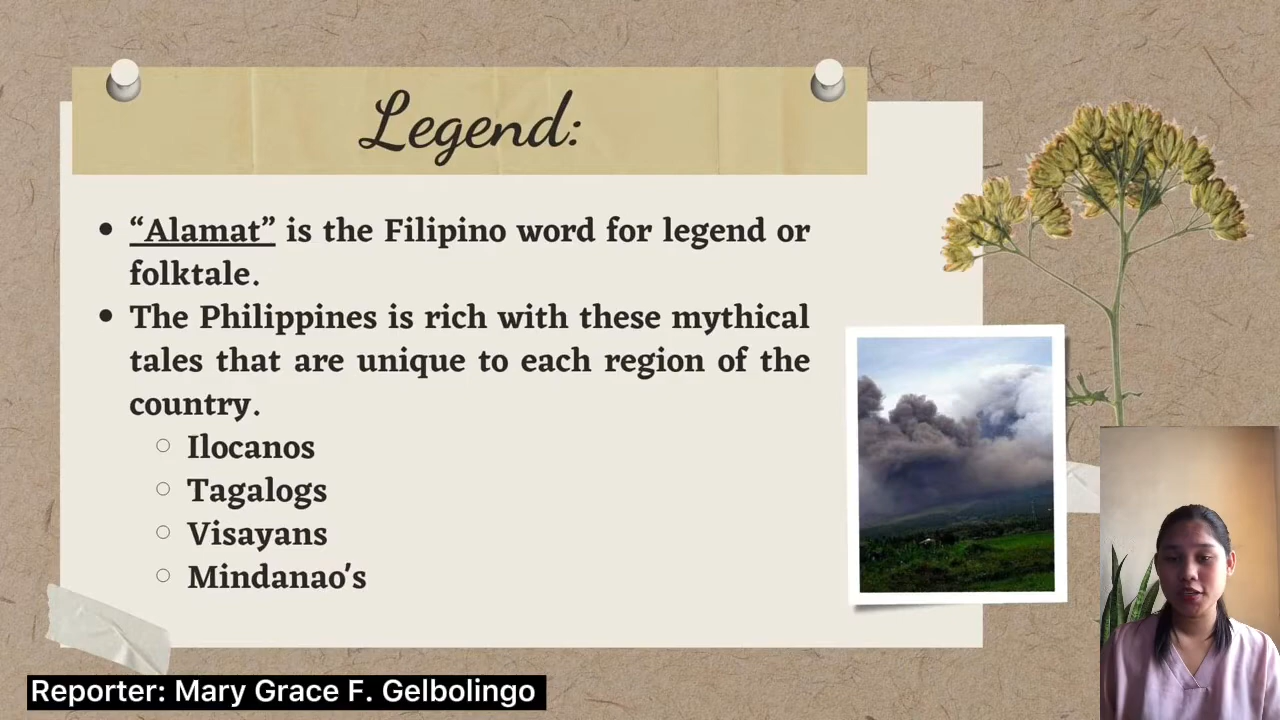 Legend:
“Alamat” is the Filipino word for legend or
folktale.
The Philippines is rich with these mythical
tales that are unique to each region of the
country.
Ilocanos
Tagalogs
Visayans
Mindanao's
Reporter: Mary Grace F. Gelbolingo